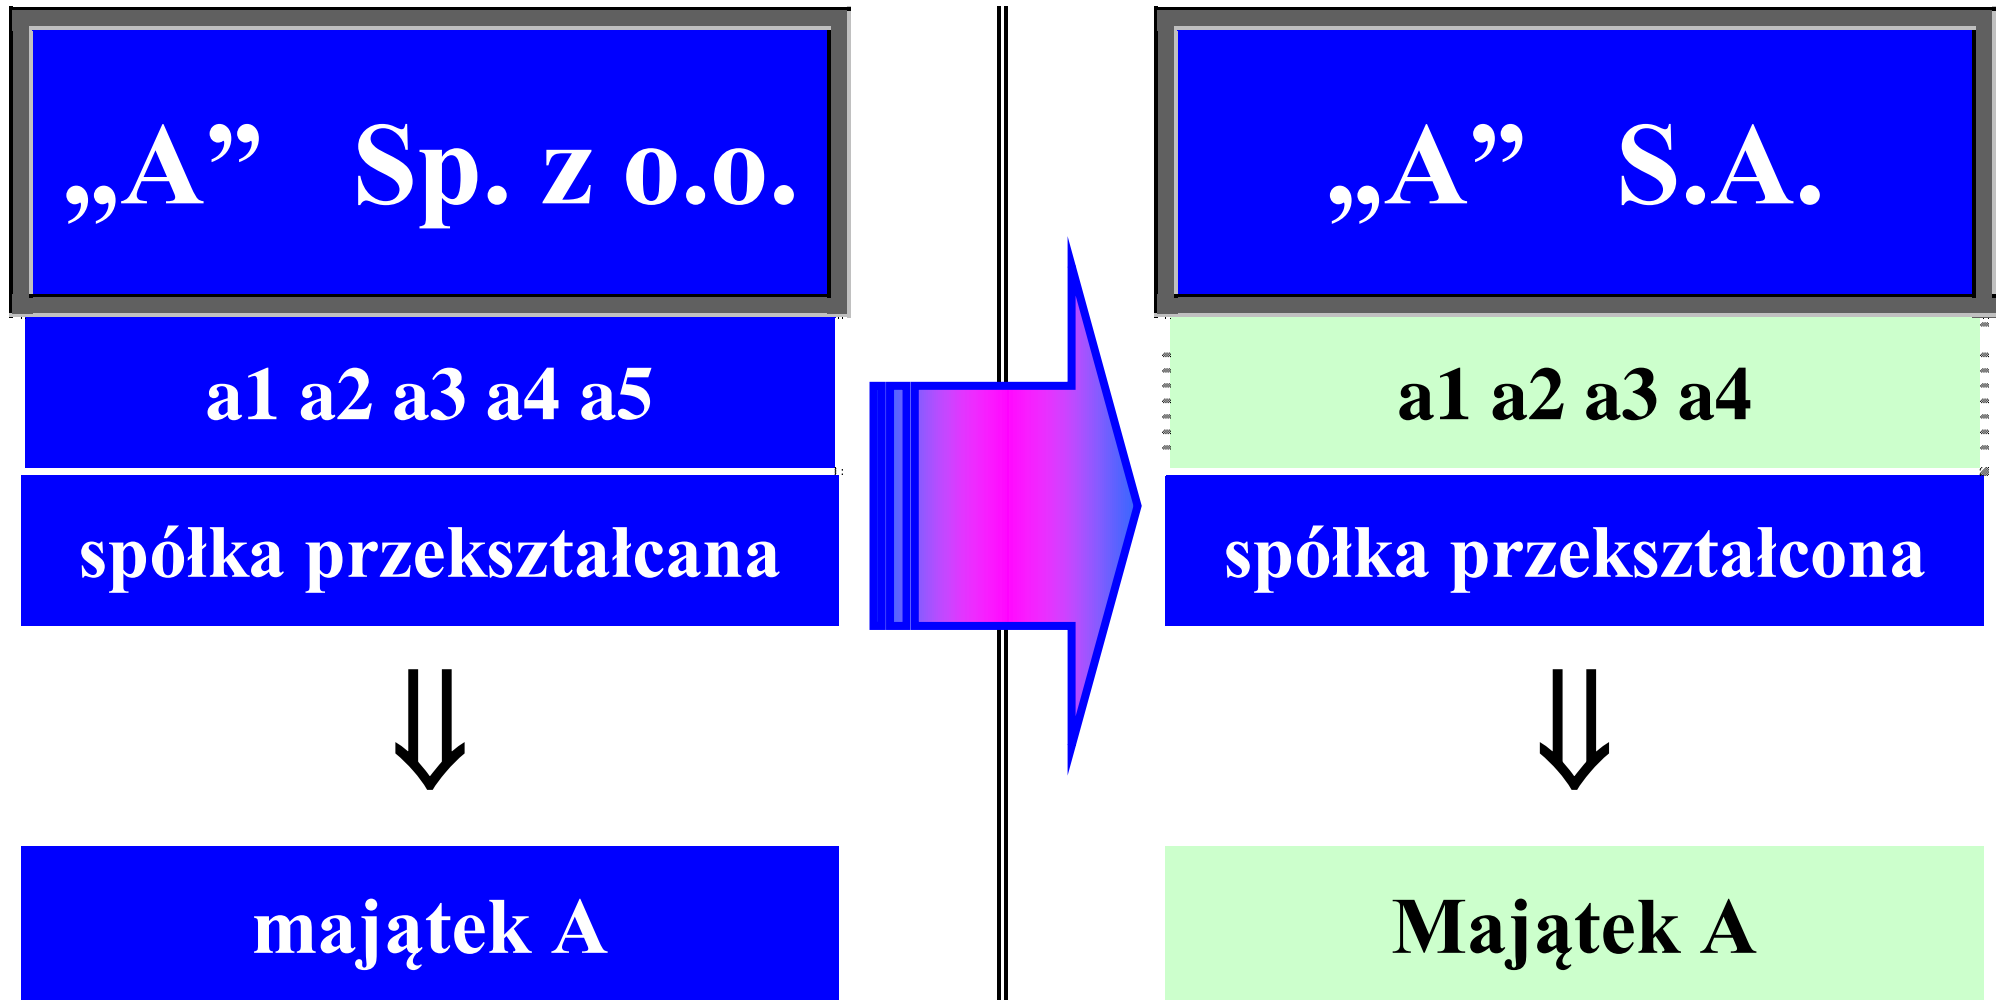 „A” Sp. z o.o.
a1 a2 a3 a4 a5
spółka przekształcana
majątek A
„A” S.A.
a1 a2 a3 a4
spółka przekształcona
Majątek A